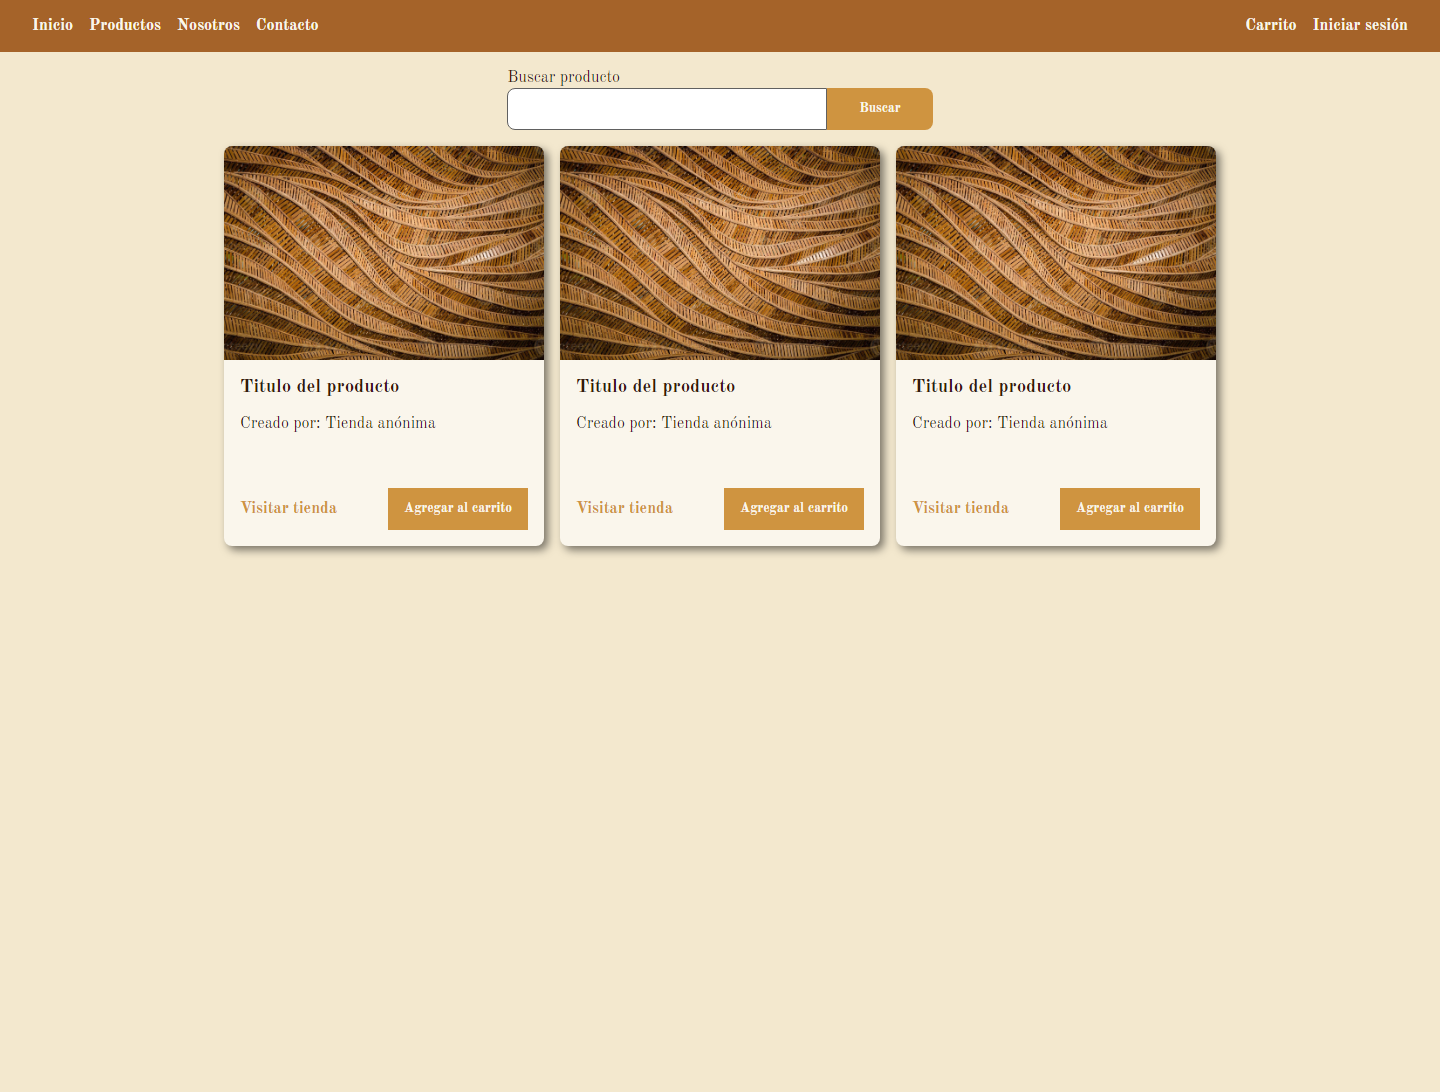 Inicio Productos Nosotros Contacto Carrito Iniciar sesión
Buscar producto
Buscar
Titulo del producto
Creado por: Tienda anónima
Visitar tienda Agregar al carrito
Titulo del producto
Creado por: Tienda anónima
Visitar tienda Agregar al carrito
Titulo del producto
Creado por: Tienda anónima
Visitar tienda Agregar al carrito